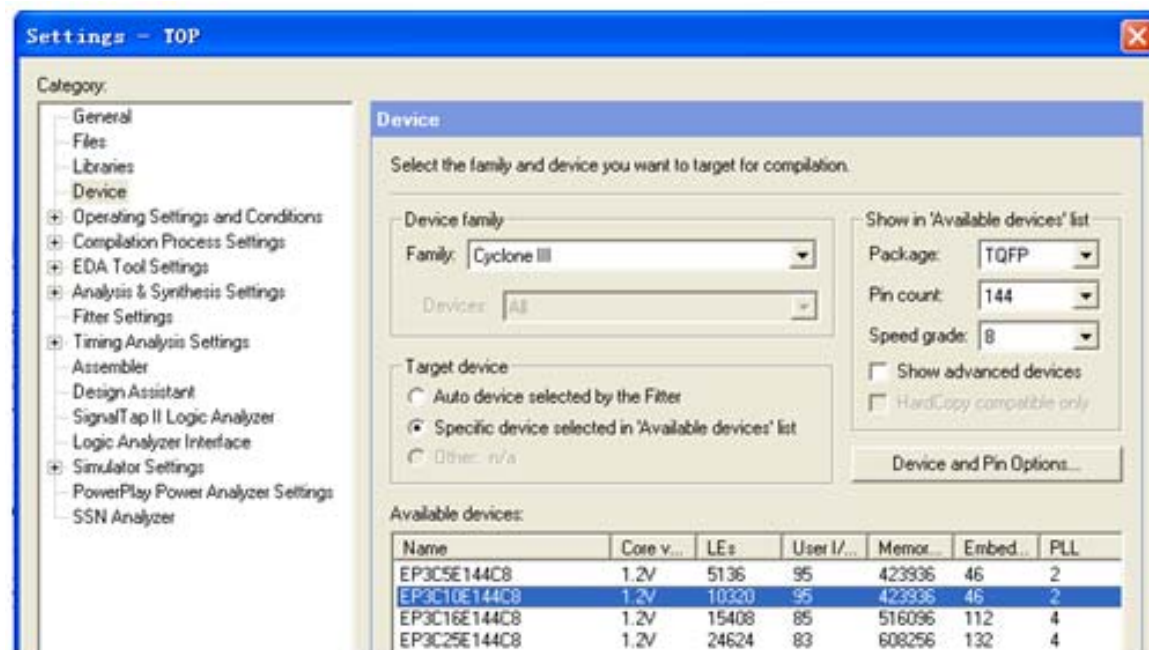 Settings - TOP
Category:
General
Files
Libraries
Device
Operating Settings and Conditions
Compilation Process Settings
EDA Tool Settings
Analysis & Synthesis Settings
Fitter Settings
Timing Analysis Settings
Assembler
Design Assistant
SignalTap II Logic Analyzer
Logic Analyzer Interface
Simulator Settings
PowerPlay Power Analyzer Settings
SSN Analyzer
Device
Select the family and device you want to target for compilation.
Device family
Family: Cyclone III
Devices: All
Target device
Auto device selected by the Fitter
Specific device selected in 'Available devices' list
Other: n/a
Show in 'Available devices' list
Package: TQFP
Pin count: 144
Speed grade: 8
Show advanced devices
HardCopy compatible only
Device and Pin Options...
Available devices:
Name Core v... LEs User I/... Memor... Embed... PLL
EP3C5E144C8 1.2V 5136 95 423936 46 2
EP3C10E144C8 1.2V 10320 95 423936 46 2
EP3C16E144C8 1.2V 15408 85 516096 112 4
EP3C25E144C8 1.2V 24624 83 608256 132 4